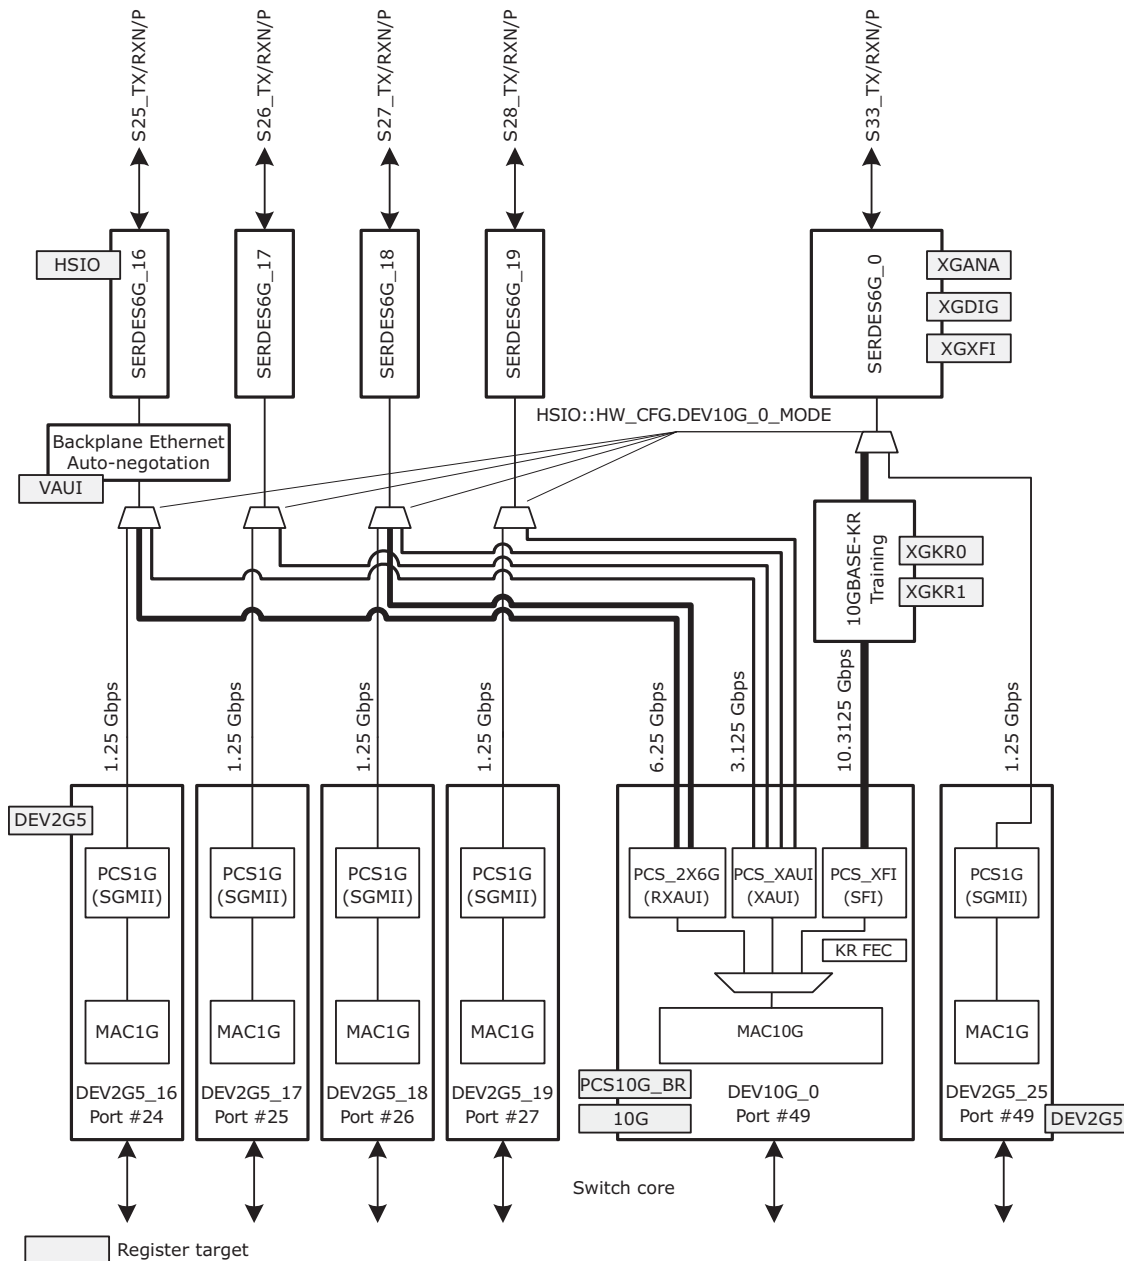 S25_TX/RXN/P
S26_TX/RXN/P
S27_TX/RXN/P
S28_TX/RXN/P
S33_TX/RXN/P
HSIO
SERDES6G_16
SERDES6G_17
SERDES6G_18
SERDES6G_19
SERDES6G_0
XGANA
XGDIG
XGXFI
HSIO::HW_CFG.DEV10G_0_MODE
Backplane Ethernet
Auto-negotation
VAUI
10GBASE-KR
Training
XGKR0
XGKR1
1.25 Gbps
1.25 Gbps
1.25 Gbps
1.25 Gbps
6.25 Gbps
3.125 Gbps
10.3125 Gbps
1.25 Gbps
DEV2G5
PCS1G
(SGMII)
PCS1G
(SGMII)
PCS1G
(SGMII)
PCS1G
(SGMII)
PCS_2X6G
(RXAUI)
PCS_XAUI
(XAUI)
PCS_XFI
(SFI)
PCS1G
(SGMII)
KR FEC
MAC1G
MAC1G
MAC1G
MAC1G
MAC10G
MAC1G
DEV2G5_16
Port #24
DEV2G5_17
Port #25
DEV2G5_18
Port #26
DEV2G5_19
Port #27
PCS10G_BR
10G
DEV10G_0
Port #49
DEV2G5_25
Port #49
DEV2G5
Switch core
Register target